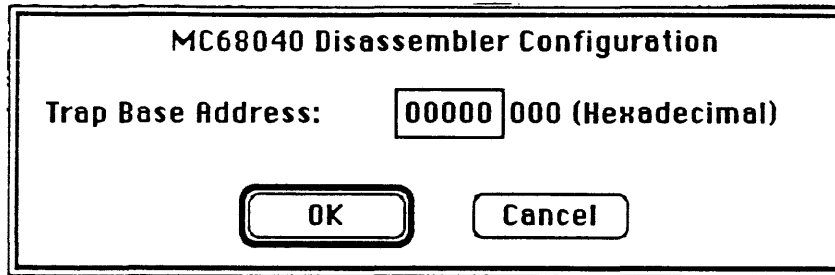 MC68040 Disassembler Configuration
Trap Base Address: 00000 000 (Hexadecimal)
OK Cancel